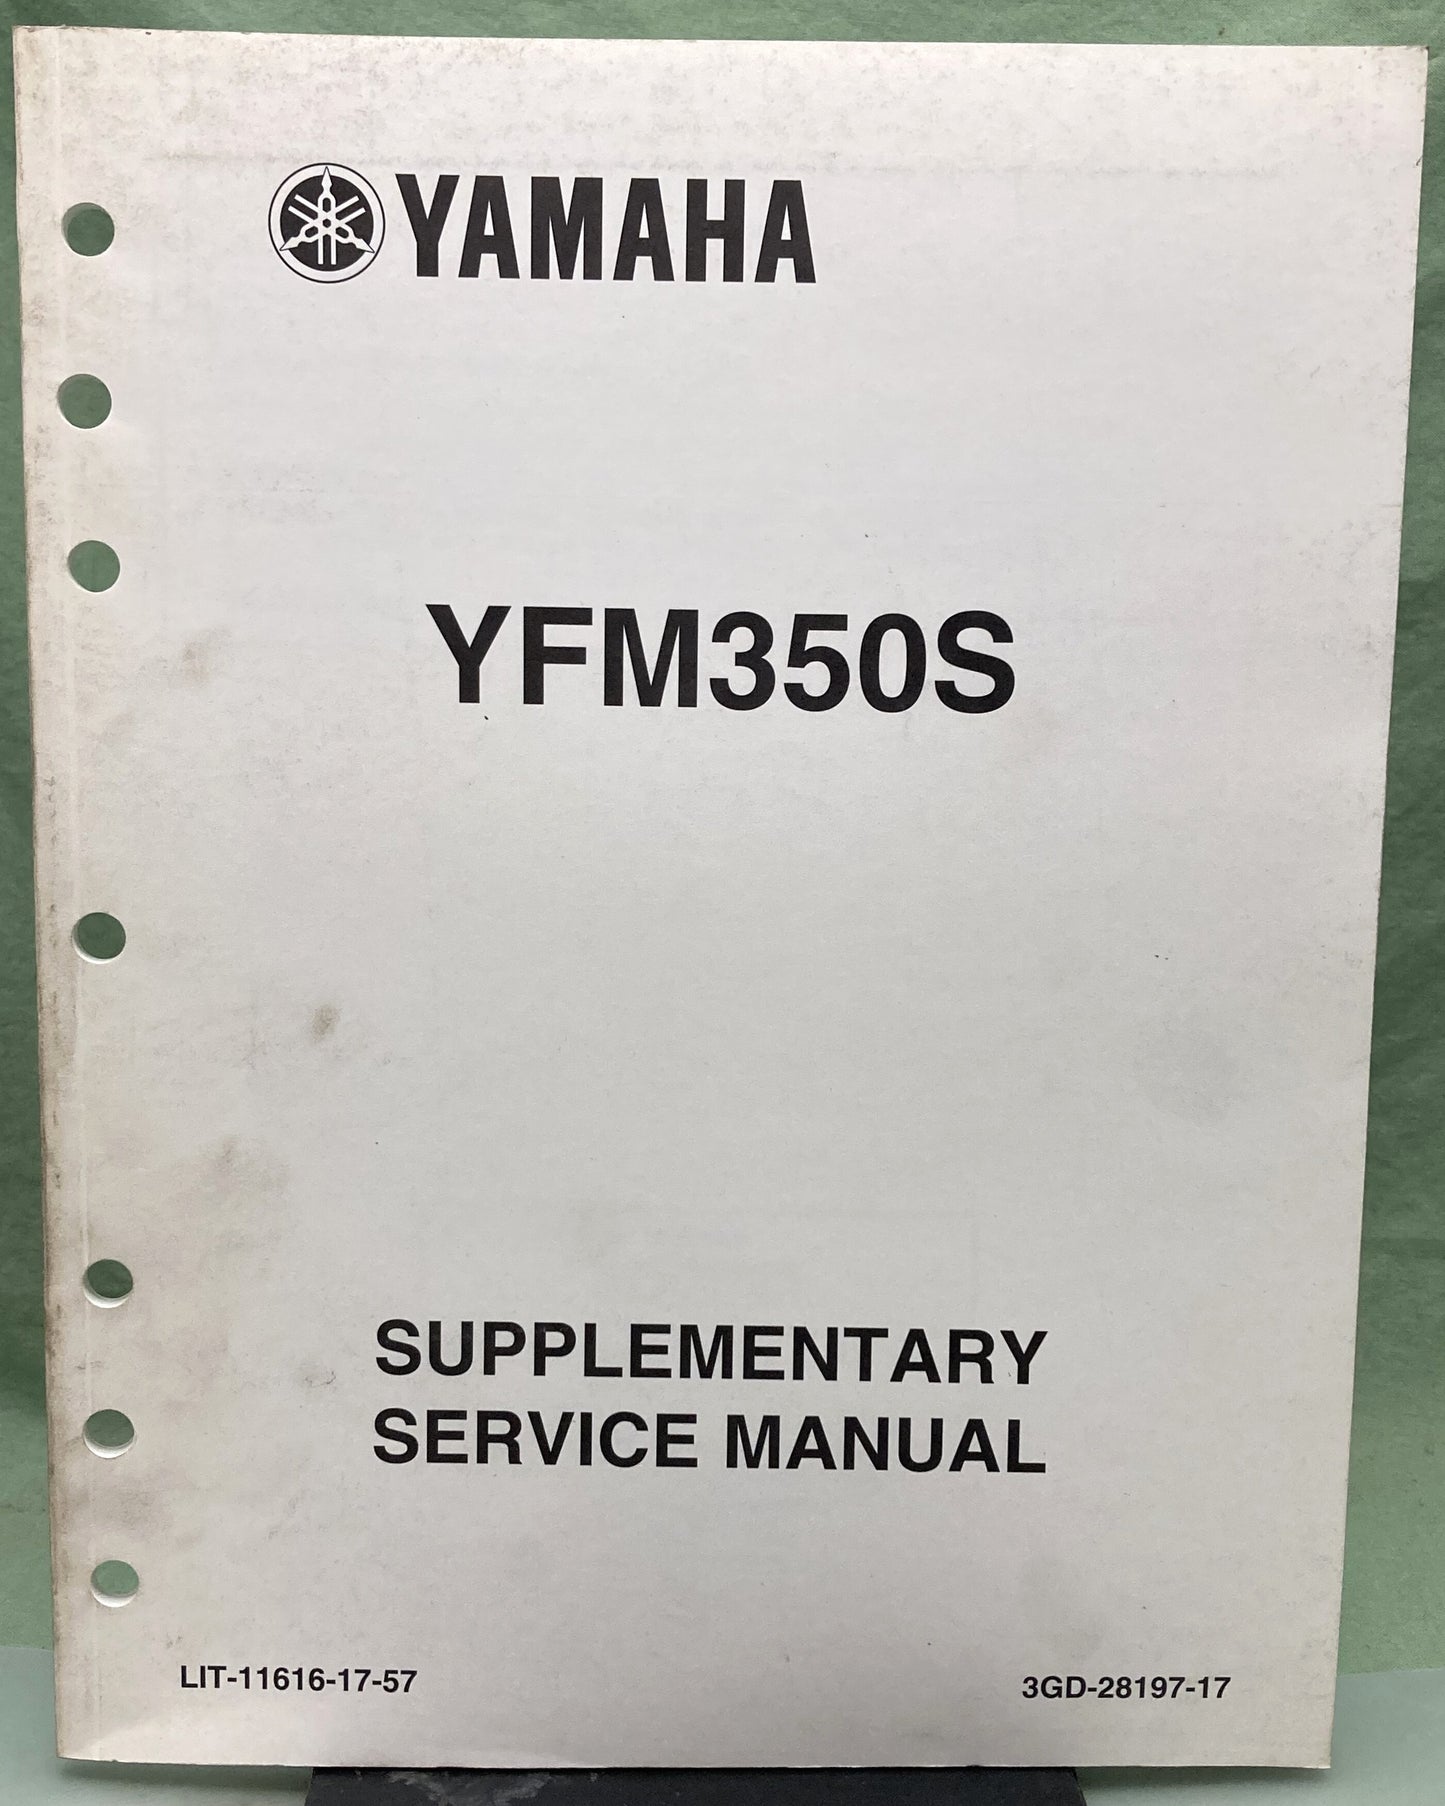 YAMAHA
YFM350S
SUPPLEMENTARY
SERVICE MANUAL
LIT-11616-17-57
3GD-28197-17